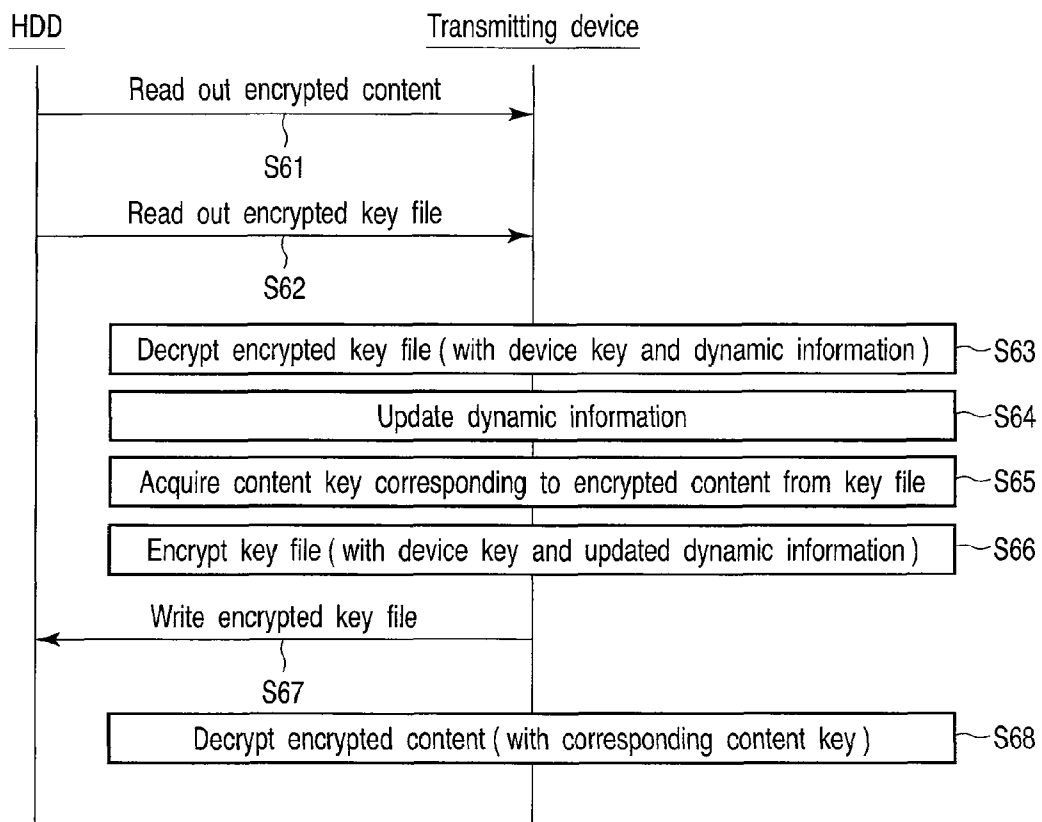 HDD
Transmitting device
Read out encrypted content
S61
Read out encrypted key file
S62
Decrypt encrypted key file (with device key and dynamic information)
S63
Update dynamic information
S64
Acquire content key corresponding to encrypted content from key file
S65
Encrypt key file (with device key and updated dynamic information)
S66
Write encrypted key file
S67
Decrypt encrypted content (with corresponding content key)
S68